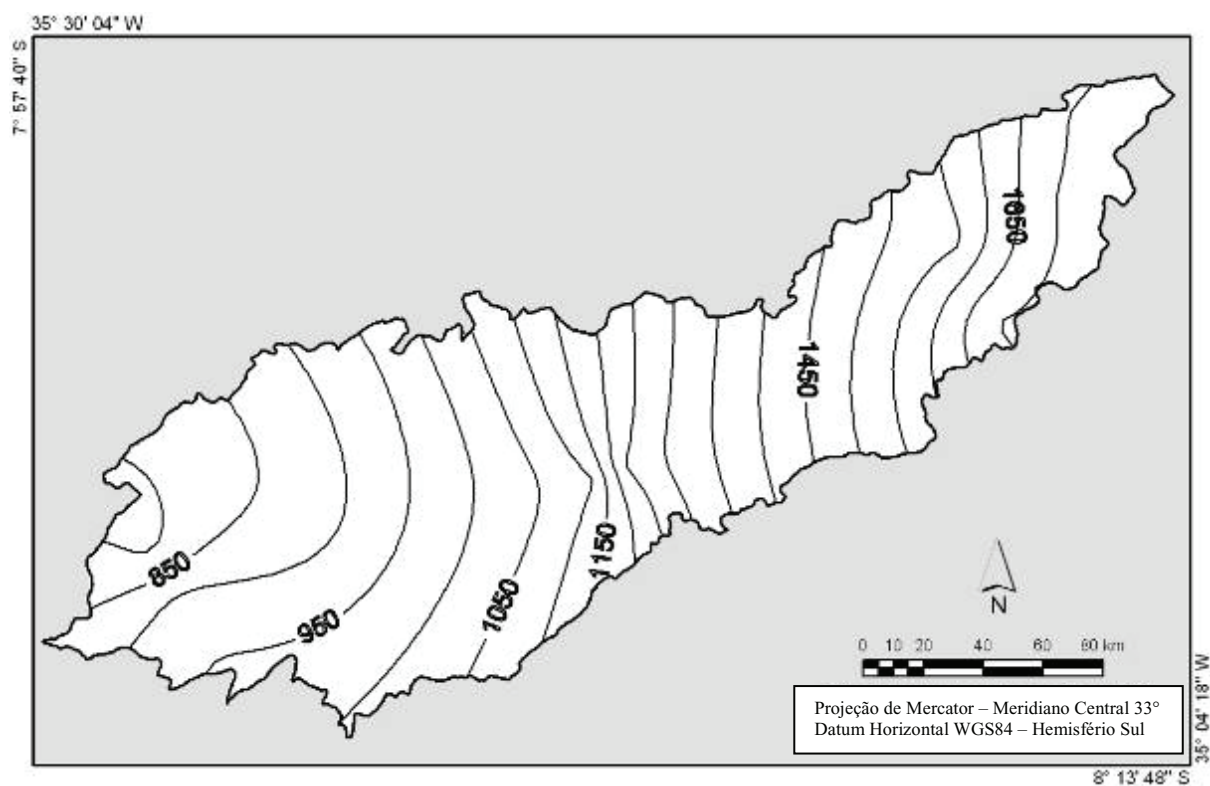 35° 30' 04" W
7° 57' 40" S
1650
1450
850
950
1050
1150
N
0 10 20 40 60 80 km
Projeção de Mercator – Meridiano Central 33°
Datum Horizontal WGS84 – Hemisfério Sul
35° 04' 18" W
8° 13' 48" S